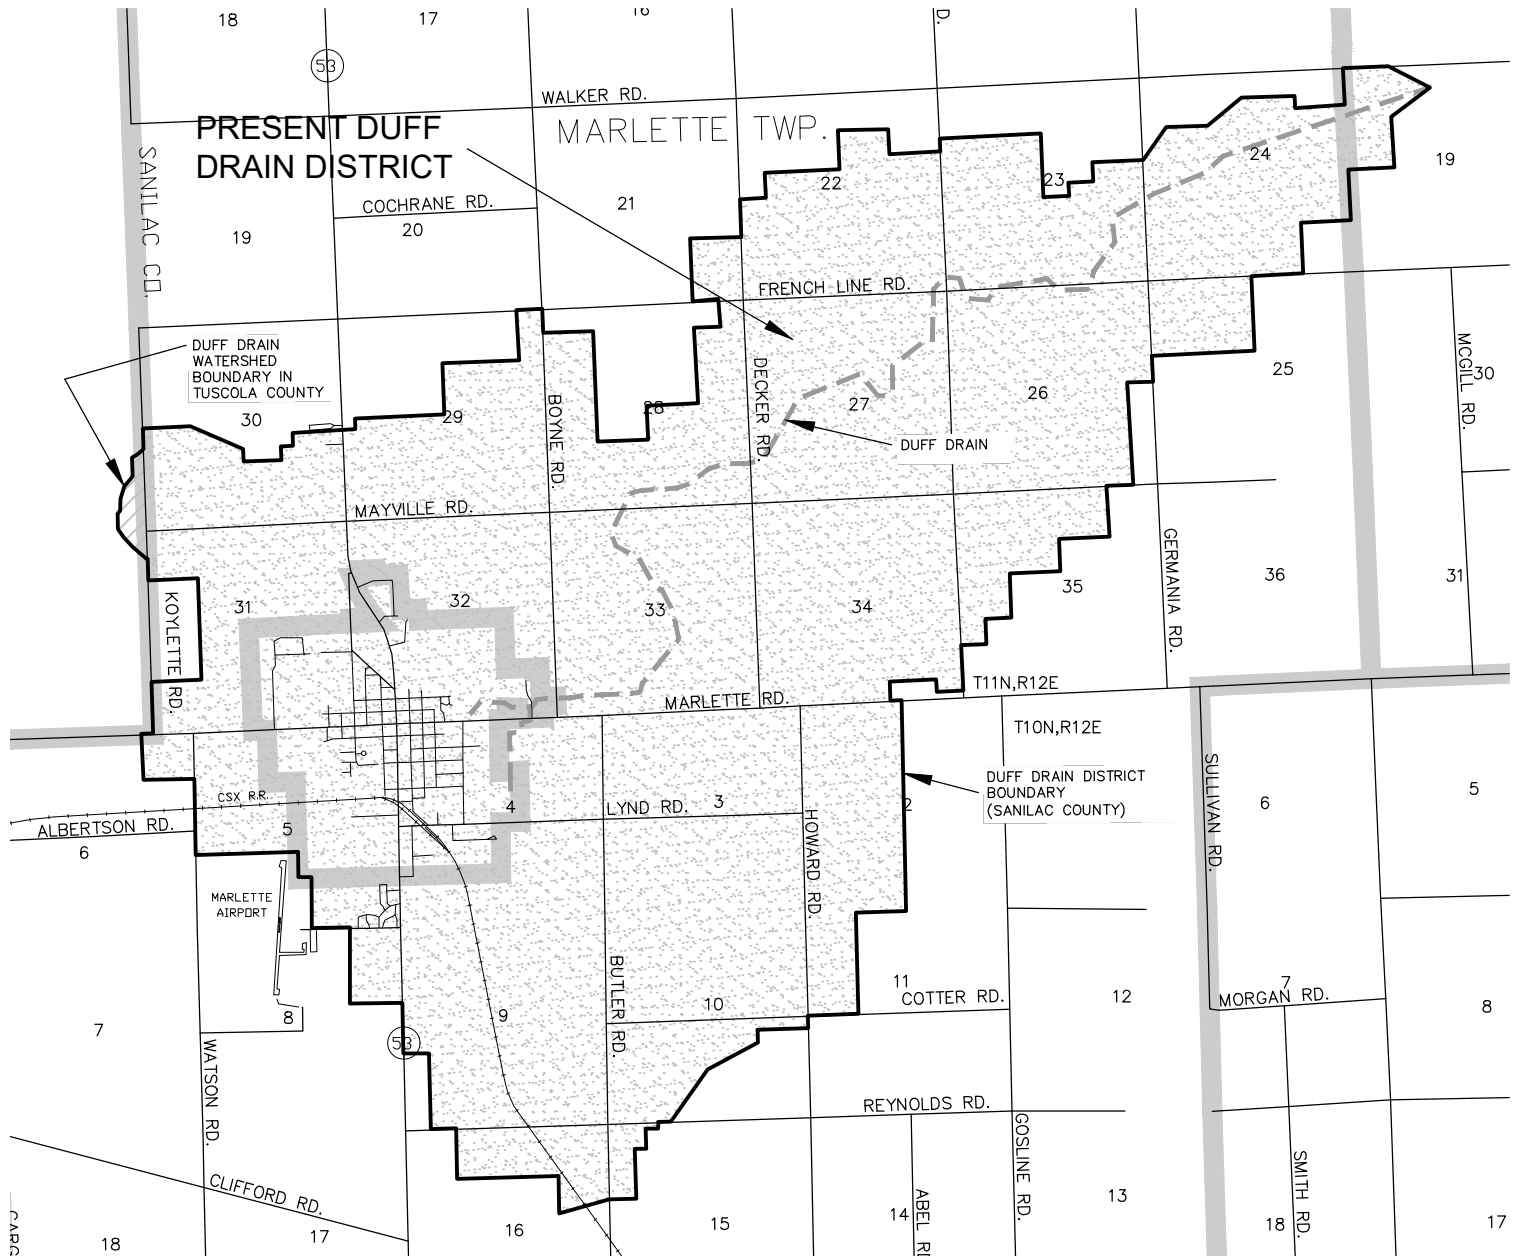 18
17
16
D.
53
WALKER RD.
PRESENT DUFF
DRAIN DISTRICT
MARLETTE TWP.
SANILAC CO.
22
23
24
19
COCHRANE RD.
19
20
21
FRENCH LINE RD.
DUFF DRAIN
WATERSHED
BOUNDARY IN
TUSCOLA COUNTY
30
29
BOYNE RD.
28
DECKER RD.
27
26
25
MCGILL RD.
30
DUFF DRAIN
MAYVILLE RD.
GERMANIA RD.
KOYLETTE RD.
31
32
33
34
35
36
31
MARLETTE RD.
T11N,R12E
T10N,R12E
CSX R.R.
ALBERTSON RD.
6
5
4
LYND RD.
3
HOWARD RD.
2
DUFF DRAIN DISTRICT
BOUNDARY
(SANILAC COUNTY)
SULLIVAN RD.
6
5
MARLETTE
AIRPORT
BUTLER RD.
7
8
53
9
10
11
COTTER RD.
12
7
MORGAN RD.
8
WATSON RD.
REYNOLDS RD.
GOSLINE RD.
SMITH RD.
CLIFFORD RD.
ABEL RD
18
17
16
15
14
13
18
17